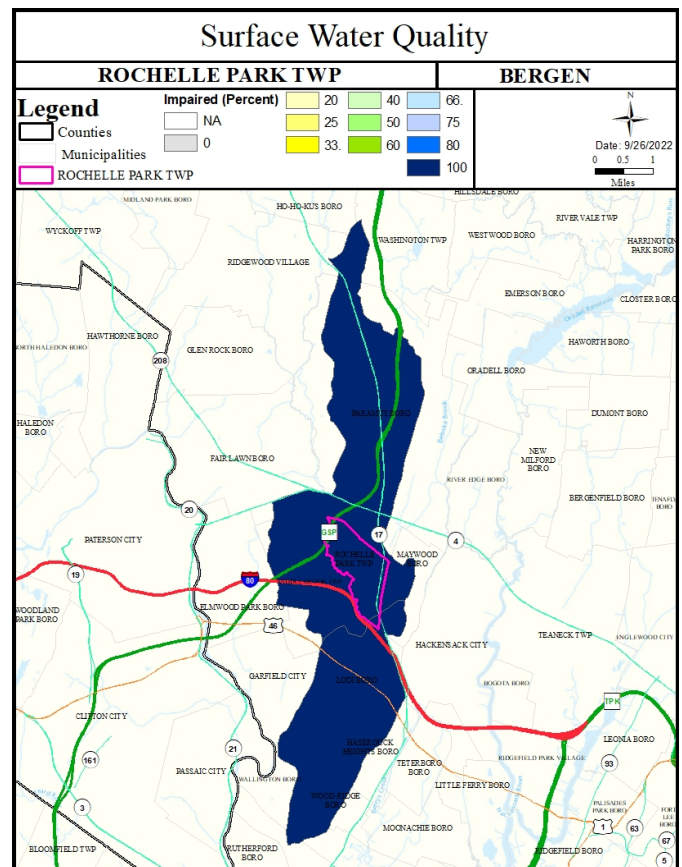 Surface Water Quality
ROCHELLE PARK TWP
BERGEN
Legend
Counties
Municipalities
ROCHELLE PARK TWP
Impaired (Percent)
NA
0
20
25
33.
40
50
60
66.
75
80
100
N
Date: 9/26/2022
0 0.5 1
Miles
MIDLAND PARK BORO
HO-HO-KUS BORO
HILLSDALE BORO
RIVER VALE TWP
WYCKOFF TWP
WASHINGTON TWP
WESTWOOD BORO
HARRINGTON
PARK BORO
RIDGEWOOD VILLAGE
EMERSON BORO
CLOSTER BORO
Oradell Reservoir
HAWTHORNE BORO
NORTH HALEDON BORO
GLEN ROCK BORO
HAWORTH BORO
208
ORADELL BORO
PARAMUS BORO
DUMONT BORO
HALEDON
BORO
NEW
MILFORD
BORO
FAIR LAWN BORO
RIVER EDGE BORO
BERGENFIELD BORO
TENAFLY
BORO
20
PATERSON CITY
GSP
17
4
ROCHELLE
PARK TWP
MAYWOOD
BORO
19
80
WOODLAND
PARK BORO
ELMWOOD PARK BORO
46
HACKENSACK CITY
TEANECK TWP
ENGLEWOOD CITY
GARFIELD CITY
LODI BORO
BOGOTA BORO
TPK
CLIFTON CITY
LEONIA BORO
21
HASBROUCK
HEIGHTS BORO
161
RIDGEFIELD PARK VILLAGE
93
PASSAIC CITY
WALLINGTON BORO
TETERBORO
BORO
LITTLE FERRY BORO
WOOD-RIDGE
BORO
PALISADES
PARK BORO
3
FORT
LEE
BORO
MOONACHIE BORO
1
63
67
BLOOMFIELD TWP
RUTHERFORD
BORO
RIDGEFIELD BORO
5